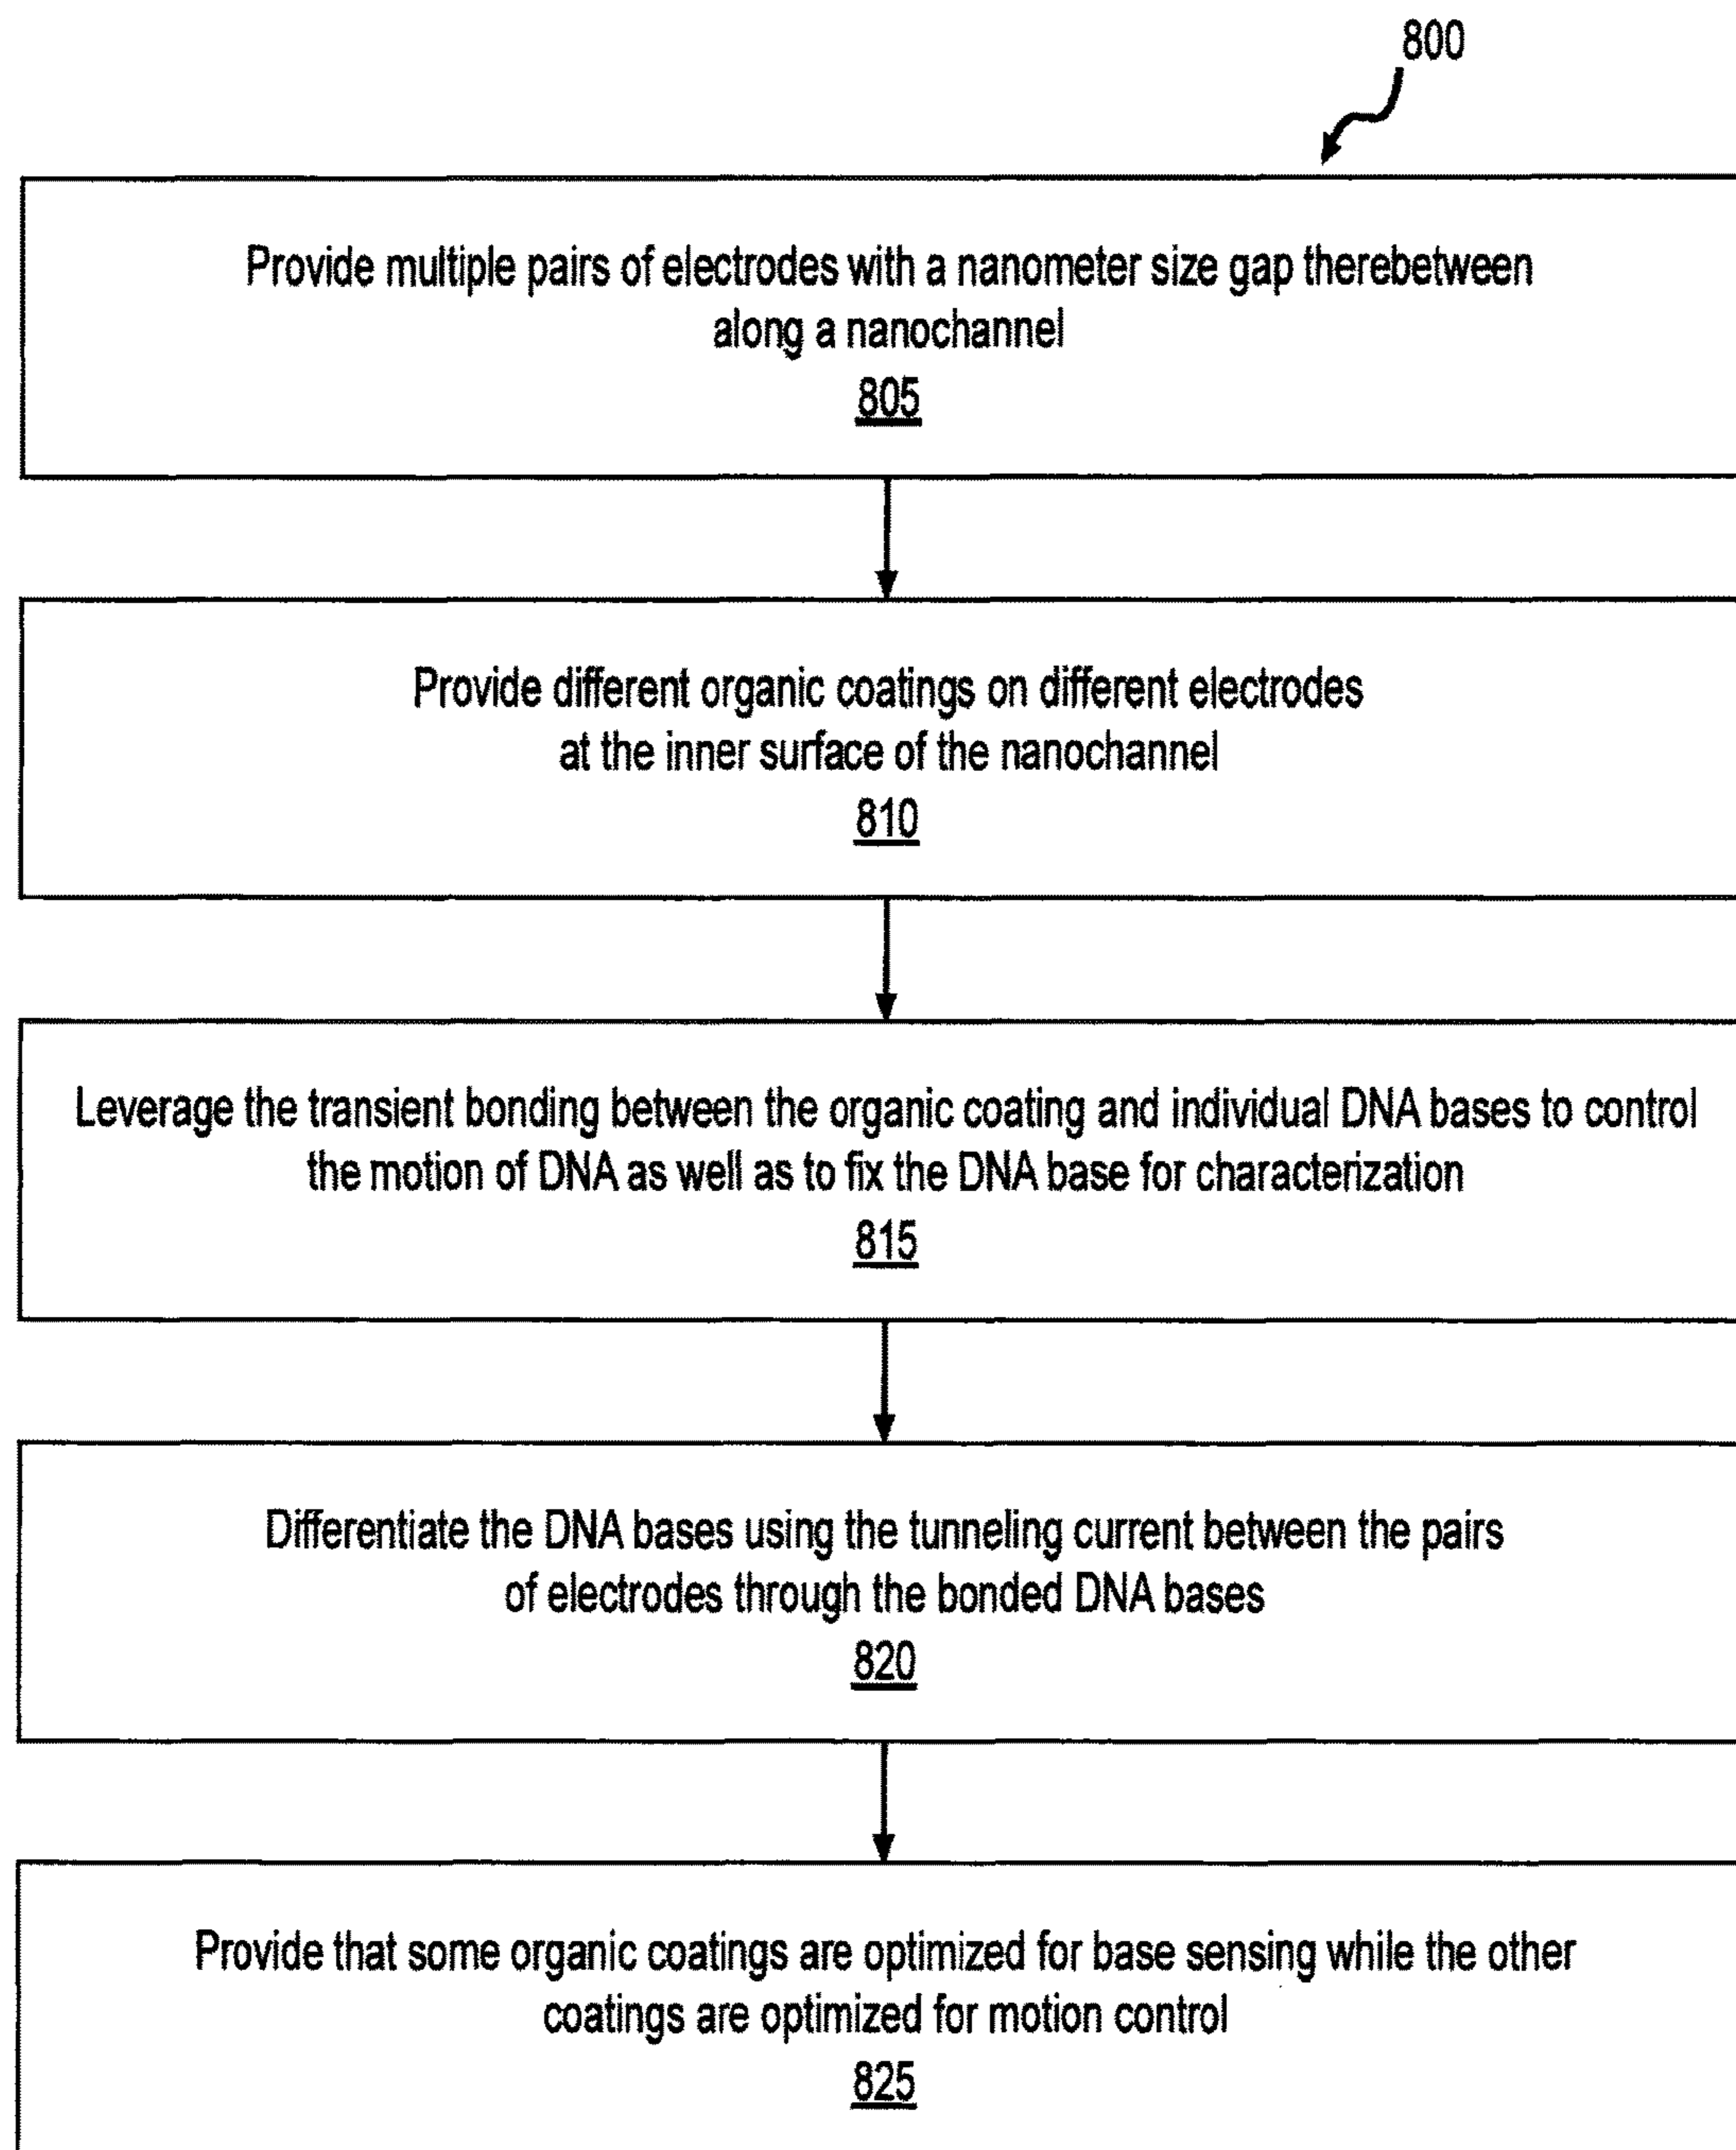 800
Provide multiple pairs of electrodes with a nanometer size gap therebetween
along a nanochannel
805
Provide different organic coatings on different electrodes
at the inner surface of the nanochannel
810
Leverage the transient bonding between the organic coating and individual DNA bases to control
the motion of DNA as well as to fix the DNA base for characterization
815
Differentiate the DNA bases using the tunneling current between the pairs
of electrodes through the bonded DNA bases
820
Provide that some organic coatings are optimized for base sensing while the other
coatings are optimized for motion control
825